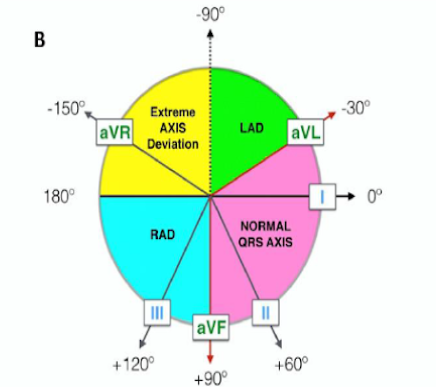 -90°
B
-150°
-30°
Extreme
AXIS
Deviation
LAD
aVR
aVL
180°
I
0°
RAD
NORMAL
QRS AXIS
III
II
aVF
+120°
+60°
+90°